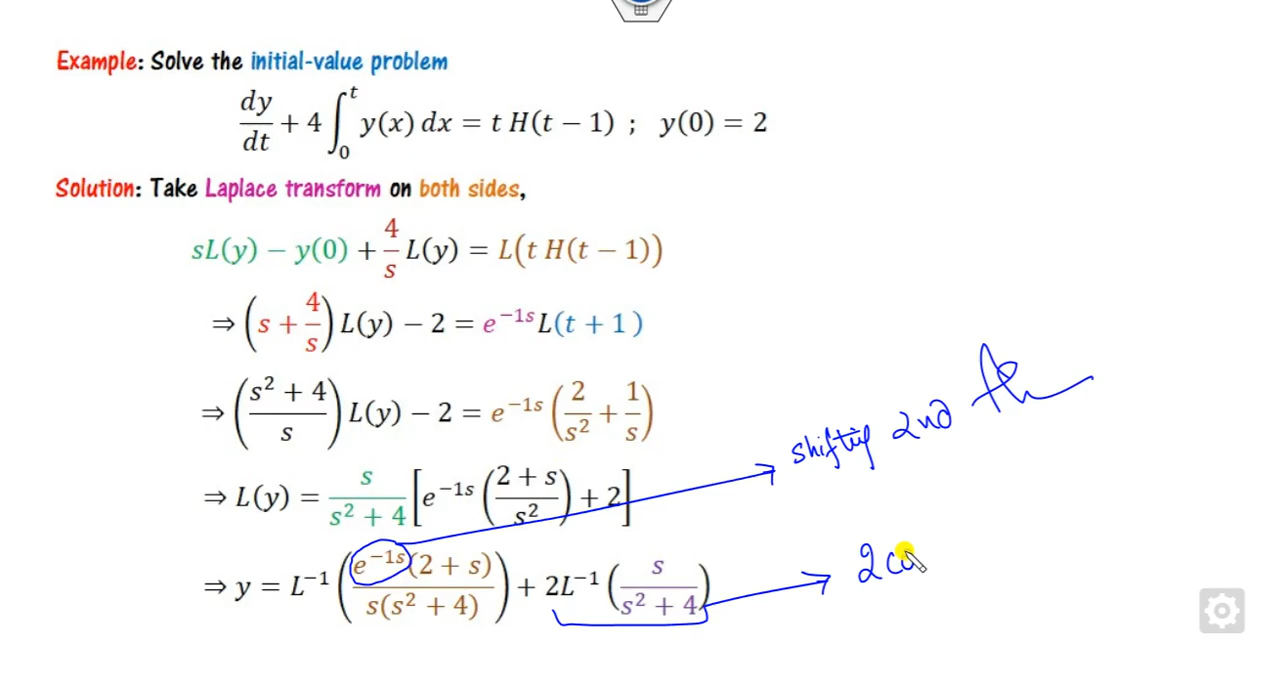 Example: Solve the initial-value problem
dy/dt + 4 ∫₀ᵗ y(x) dx = t H(t − 1) ; y(0) = 2
Solution: Take Laplace transform on both sides,
sL(y) − y(0) + 4/s L(y) = L(t H(t − 1))
⇒ (s + 4/s) L(y) − 2 = e⁻¹ˢ L(t + 1)
⇒ ((s² + 4)/s) L(y) − 2 = e⁻¹ˢ (2/s² + 1/s)
shifting 2nd th
⇒ L(y) = s/(s² + 4) [e⁻¹ˢ ((2 + s)/s²) + 2]
⇒ y = L⁻¹ (e⁻¹ˢ(2 + s)/(s(s² + 4))) + 2L⁻¹ (s/(s² + 4))